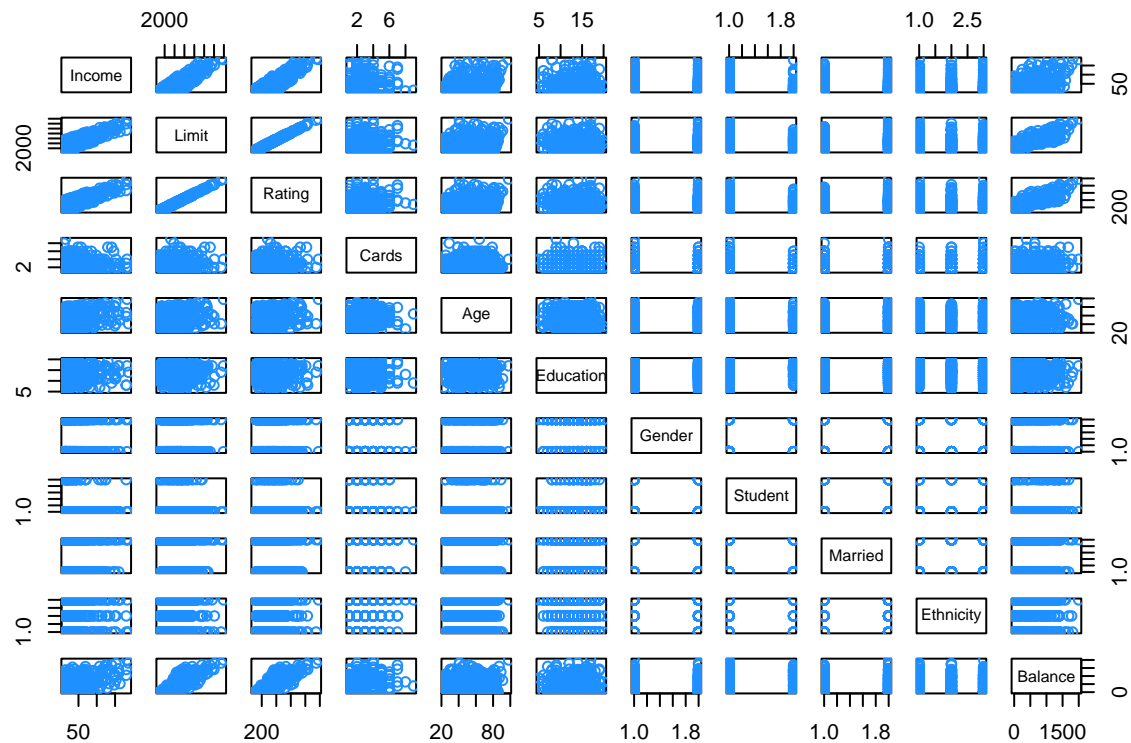 2000 2 6 5 15 1.0 1.8 1.0 2.5
Income 50
2000 Limit
Rating 200
2 Cards
Age 20
5 Education
Gender 1.0
1.0 Student
Married 1.0
1.0 Ethnicity
Balance 0
50 200 20 80 1.0 1.8 1.0 1.8 0 1500